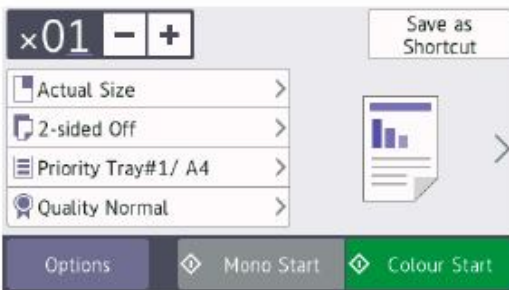 ×01 - +
Save as
Shortcut
Actual Size
2-sided Off
Priority Tray#1/ A4
Quality Normal
Options
Mono Start
Colour Start